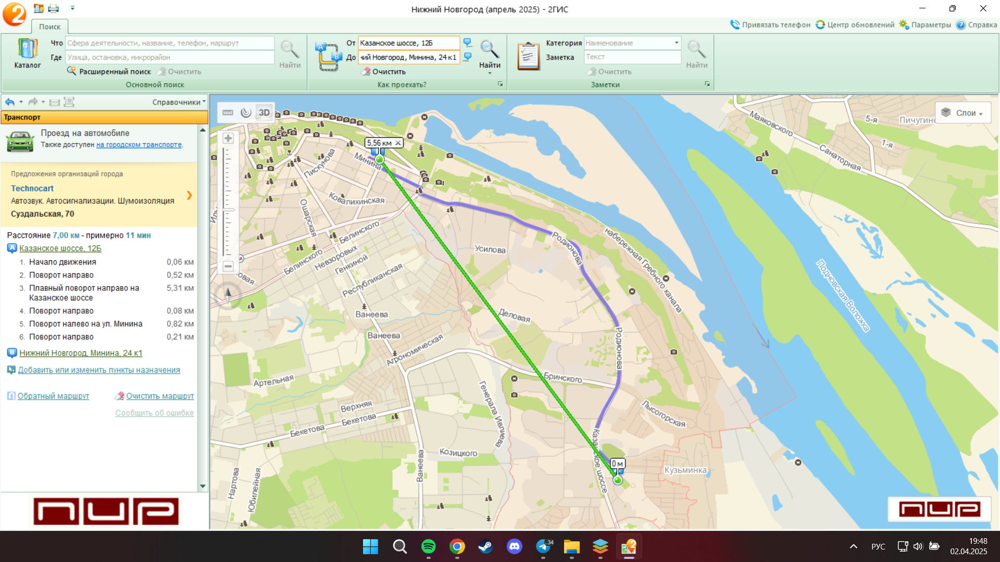 Нижний Новгород (апрель 2025) - 2ГИС
Поиск
Привязать телефон
Центр обновлений
Параметры
Справка
Каталог
Что
Сфера деятельности, название, телефон, маршрут
Где
Улица, остановка, микрорайон
Расширенный поиск
Очистить
Найти
Основной поиск
A
B
От
Казанское шоссе, 12Б
До
ний Новгород, Минина, 24 к1
Очистить
Найти
Как проехать?
Категория
Наименование
Заметка
Текст
Очистить
Найти
Заметки
Справочники
Транспорт
Проезд на автомобиле
Также доступен на городском транспорте.
Предложения организаций города
Technocart
Автозвук. Автосигнализации. Шумоизоляция
Суздальская, 70
Расстояние 7,00 км - примерно 11 мин
A Казанское шоссе, 12Б
1. Начало движения 0,06 км
2. Поворот направо 0,52 км
3. Плавный поворот направо на 5,31 км
Казанское шоссе
4. Поворот направо 0,08 км
5. Поворот налево на ул. Минина 0,82 км
6. Поворот направо 0,21 км
B Нижний Новгород, Минина, 24 к1
Добавить или изменить пункты назначения
Обратный маршрут
Очистить маршрут
Сообщить об ошибке
пир
3D
Слои
5,56 км
Минина
Пискунова
Ковалихинская
Ошарская
Белинского
Белинского
Невзоровых
Генкиной
Республиканская
Усилова
Родионова
набережная Гребного канала
Деловая
Ванеева
Ванеева
Агрономическая
Родионова
Бринского
Артельная
Генерала Ивлиева
Верхняя
Бекетова
Бекетова
Лысогорская
Козицкого
Казанское шоссе
0 м
Кузьминка
Ванеева
Нартова
Юбилейная
Маяковского
5-я
Пичугино
1-я
Санаторная
Подновская Воложка
пир
34
РУС
19:48
02.04.2025